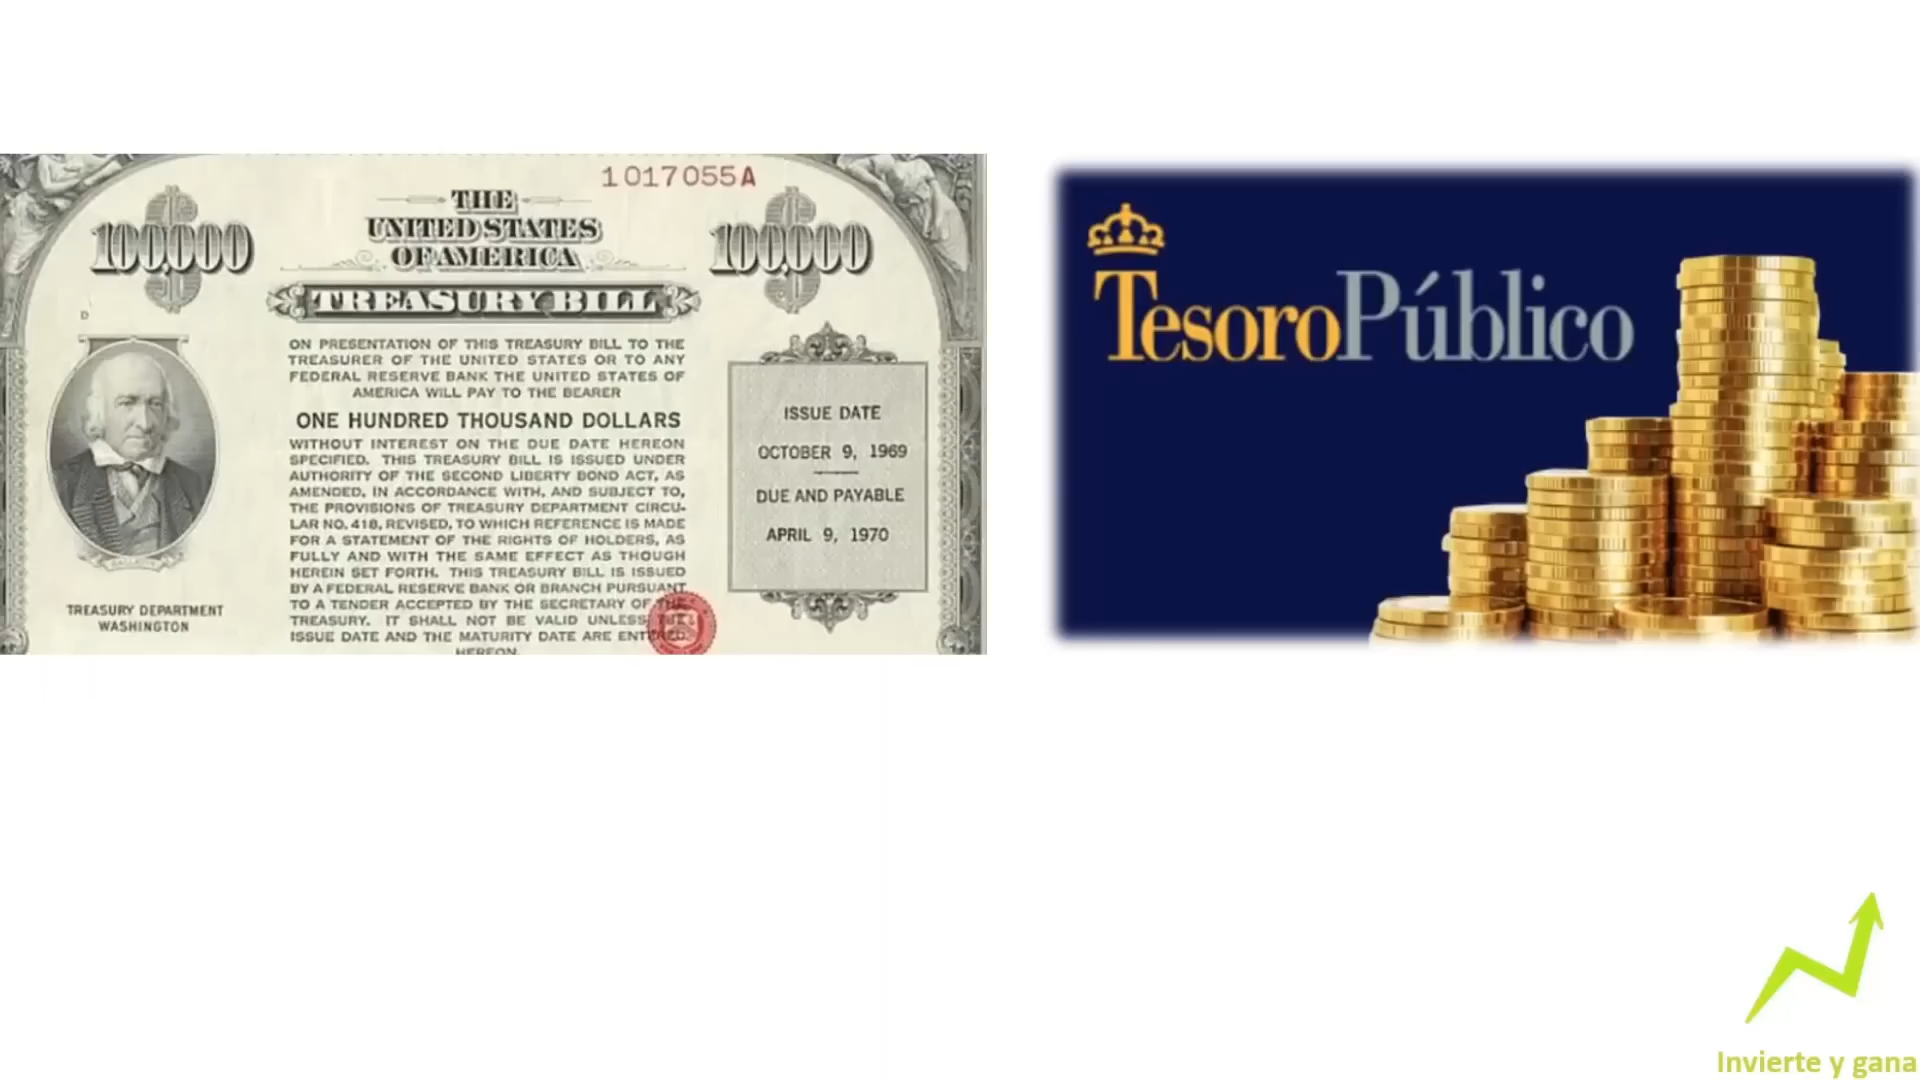 1017055A
THE
UNITED STATES
OF AMERICA
100,000
100,000
TREASURY BILL
D
ON PRESENTATION OF THIS TREASURY BILL TO THE
TREASURER OF THE UNITED STATES OR TO ANY
FEDERAL RESERVE BANK THE UNITED STATES OF
AMERICA WILL PAY TO THE BEARER
ONE HUNDRED THOUSAND DOLLARS
WITHOUT INTEREST ON THE DUE DATE HEREON
SPECIFIED. THIS TREASURY BILL IS ISSUED UNDER
AUTHORITY OF THE SECOND LIBERTY BOND ACT, AS
AMENDED, IN ACCORDANCE WITH, AND SUBJECT TO,
THE PROVISIONS OF TREASURY DEPARTMENT CIRCU-
LAR NO. 418, REVISED, TO WHICH REFERENCE IS MADE
FOR A STATEMENT OF THE RIGHTS OF HOLDERS, AS
FULLY AND WITH THE SAME EFFECT AS THOUGH
HEREIN SET FORTH. THIS TREASURY BILL IS ISSUED
BY A FEDERAL RESERVE BANK OR BRANCH PURSUANT
TO A TENDER ACCEPTED BY THE SECRETARY OF THE
TREASURY. IT SHALL NOT BE VALID UNLESS THE
ISSUE DATE AND THE MATURITY DATE ARE ENTERED
HEREON.
TREASURY DEPARTMENT
WASHINGTON
ISSUE DATE
OCTOBER 9, 1969
DUE AND PAYABLE
APRIL 9, 1970
TesoroPúblico
Invierte y gana